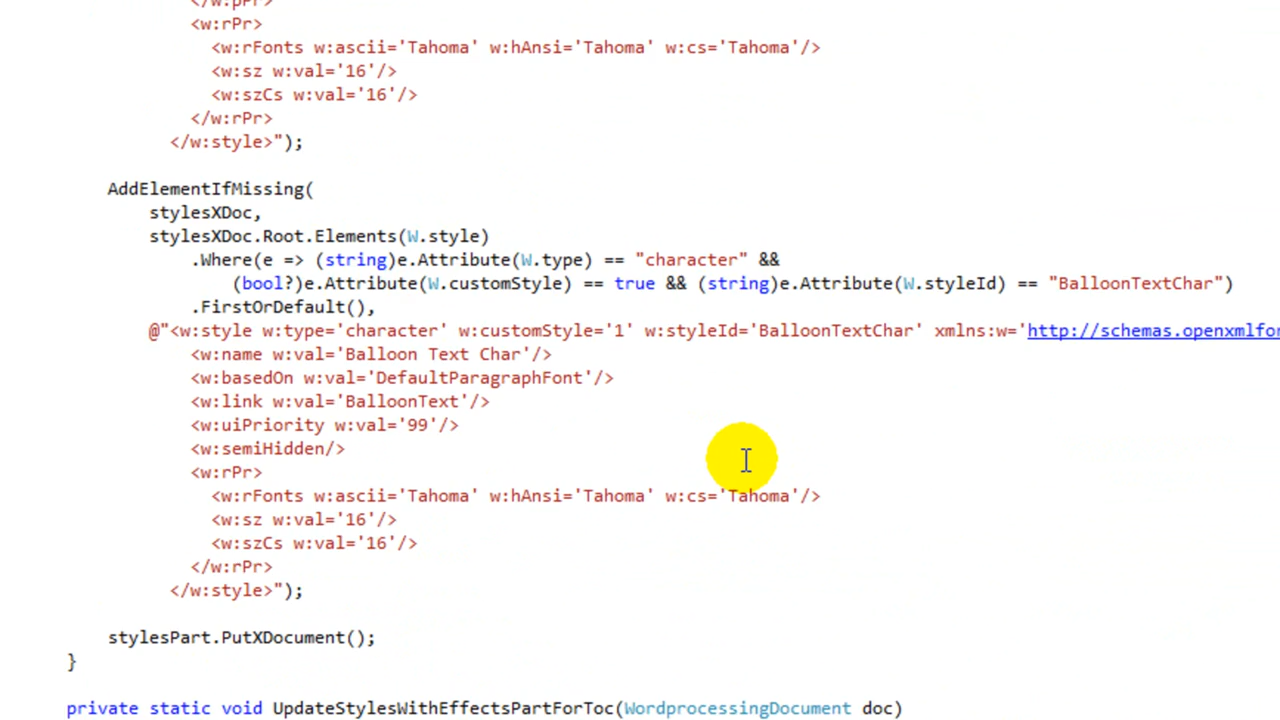 </w:pPr>
<w:rPr>
<w:rFonts w:ascii='Tahoma' w:hAnsi='Tahoma' w:cs='Tahoma'/>
<w:sz w:val='16'/>
<w:szCs w:val='16'/>
</w:rPr>
</w:style>");
AddElementIfMissing(
stylesXDoc,
stylesXDoc.Root.Elements(W.style)
.Where(e => (string)e.Attribute(W.type) == "character" &&
(bool?)e.Attribute(W.customStyle) == true && (string)e.Attribute(W.styleId) == "BalloonTextChar")
.FirstOrDefault(),
@"<w:style w:type='character' w:customStyle='1' w:styleId='BalloonTextChar' xmlns:w='http://schemas.openxmlfor
<w:name w:val='Balloon Text Char'/>
<w:basedOn w:val='DefaultParagraphFont'/>
<w:link w:val='BalloonText'/>
<w:uiPriority w:val='99'/>
<w:semiHidden/>
<w:rPr>
<w:rFonts w:ascii='Tahoma' w:hAnsi='Tahoma' w:cs='Tahoma'/>
<w:sz w:val='16'/>
<w:szCs w:val='16'/>
</w:rPr>
</w:style>");
stylesPart.PutXDocument();
}
private static void UpdateStylesWithEffectsPartForToc(WordprocessingDocument doc)